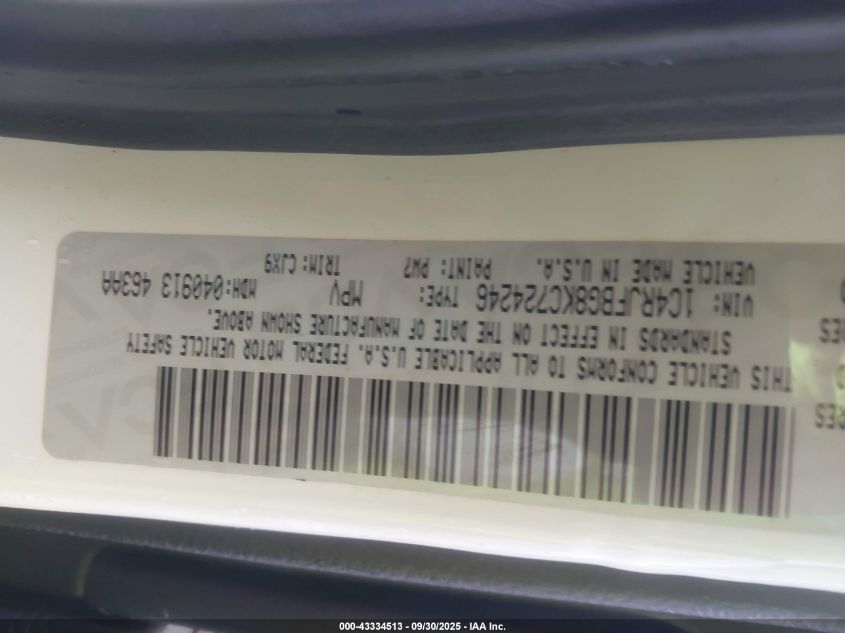 THIS VEHICLE CONFORMS TO ALL APPLICABLE U.S.A. FEDERAL MOTOR VEHICLE SAFETY
STANDARDS IN EFFECT ON THE DATE OF MANUFACTURE SHOWN ABOVE.
VIN: 1C4RJFBG8KC724246 TYPE: MPV MDH:040913 463AA
VEHICLE MADE IN U.S.A. PAINT: PW7 TRIM: CJX9
000-43334513 - 09/30/2025 - IAA Inc.